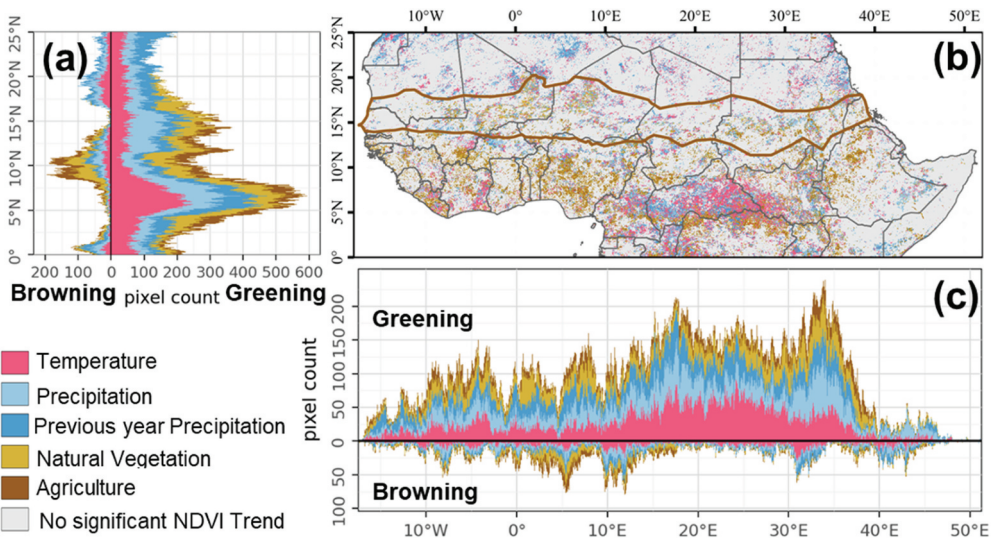 10°W 0° 10°E 20°E 30°E 40°E 50°E
(a)
25°N
20°N
15°N
10°N
5°N
0°
200 100 0 100 200 300 400 500 600
Browning pixel count Greening
(b)
25°N
20°N
15°N
10°N
5°N
0°
Temperature
Precipitation
Previous year Precipitation
Natural Vegetation
Agriculture
No significant NDVI Trend
(c)
Greening
Browning
pixel count
200
150
100
50
0
50
100
10°W 0° 10°E 20°E 30°E 40°E 50°E